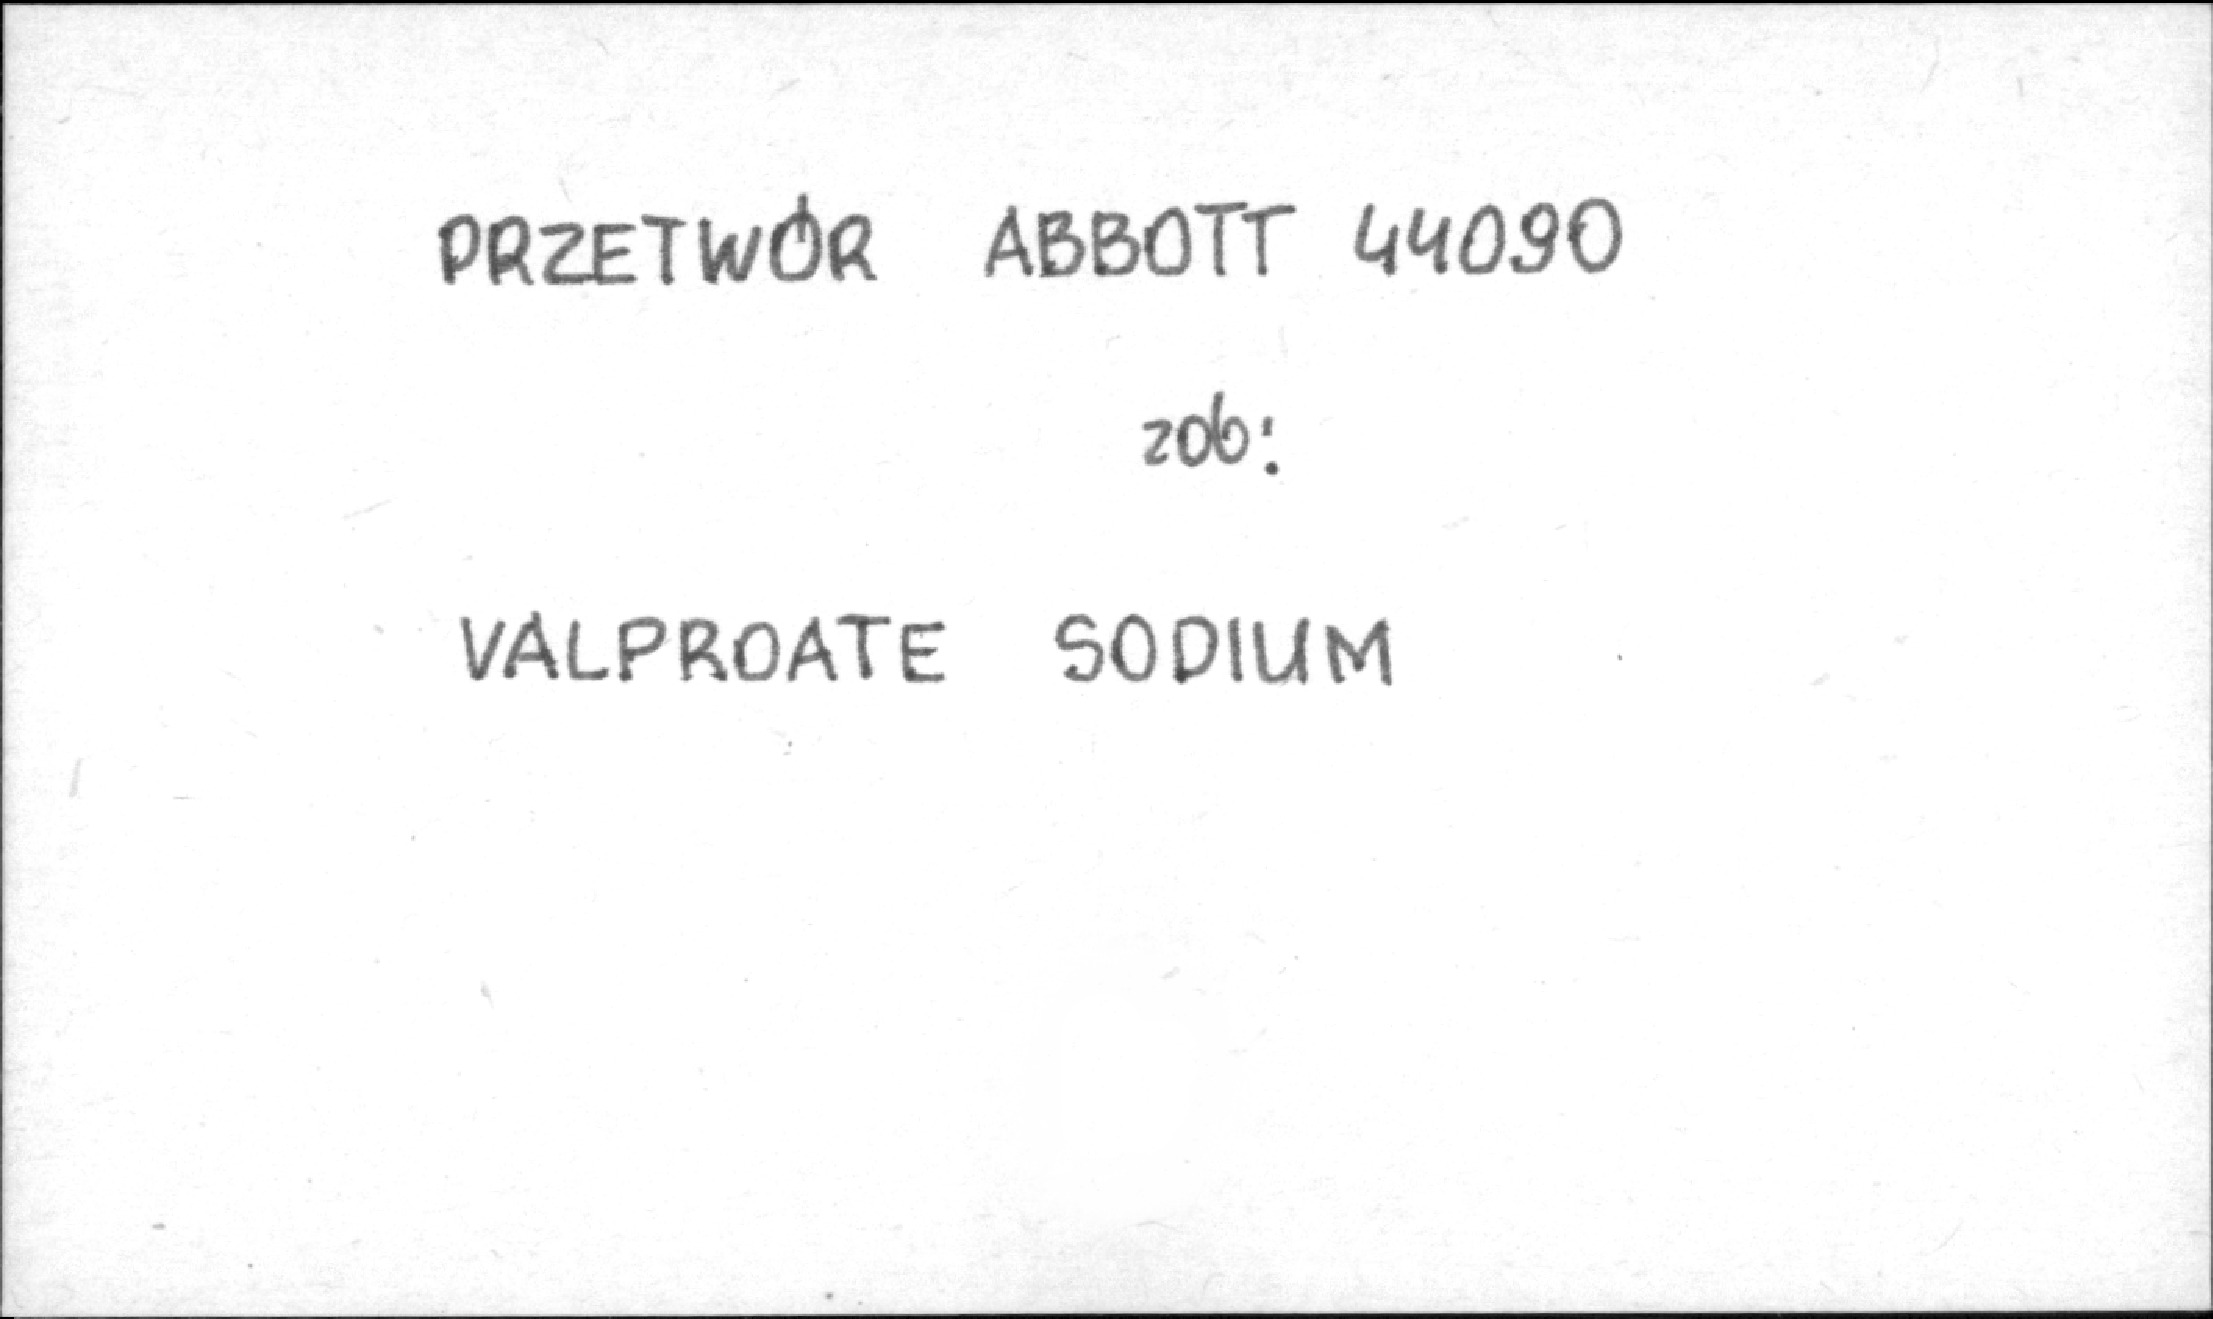 PRZETWÓR ABBOTT 44090
zob:
VALPROATE SODIUM